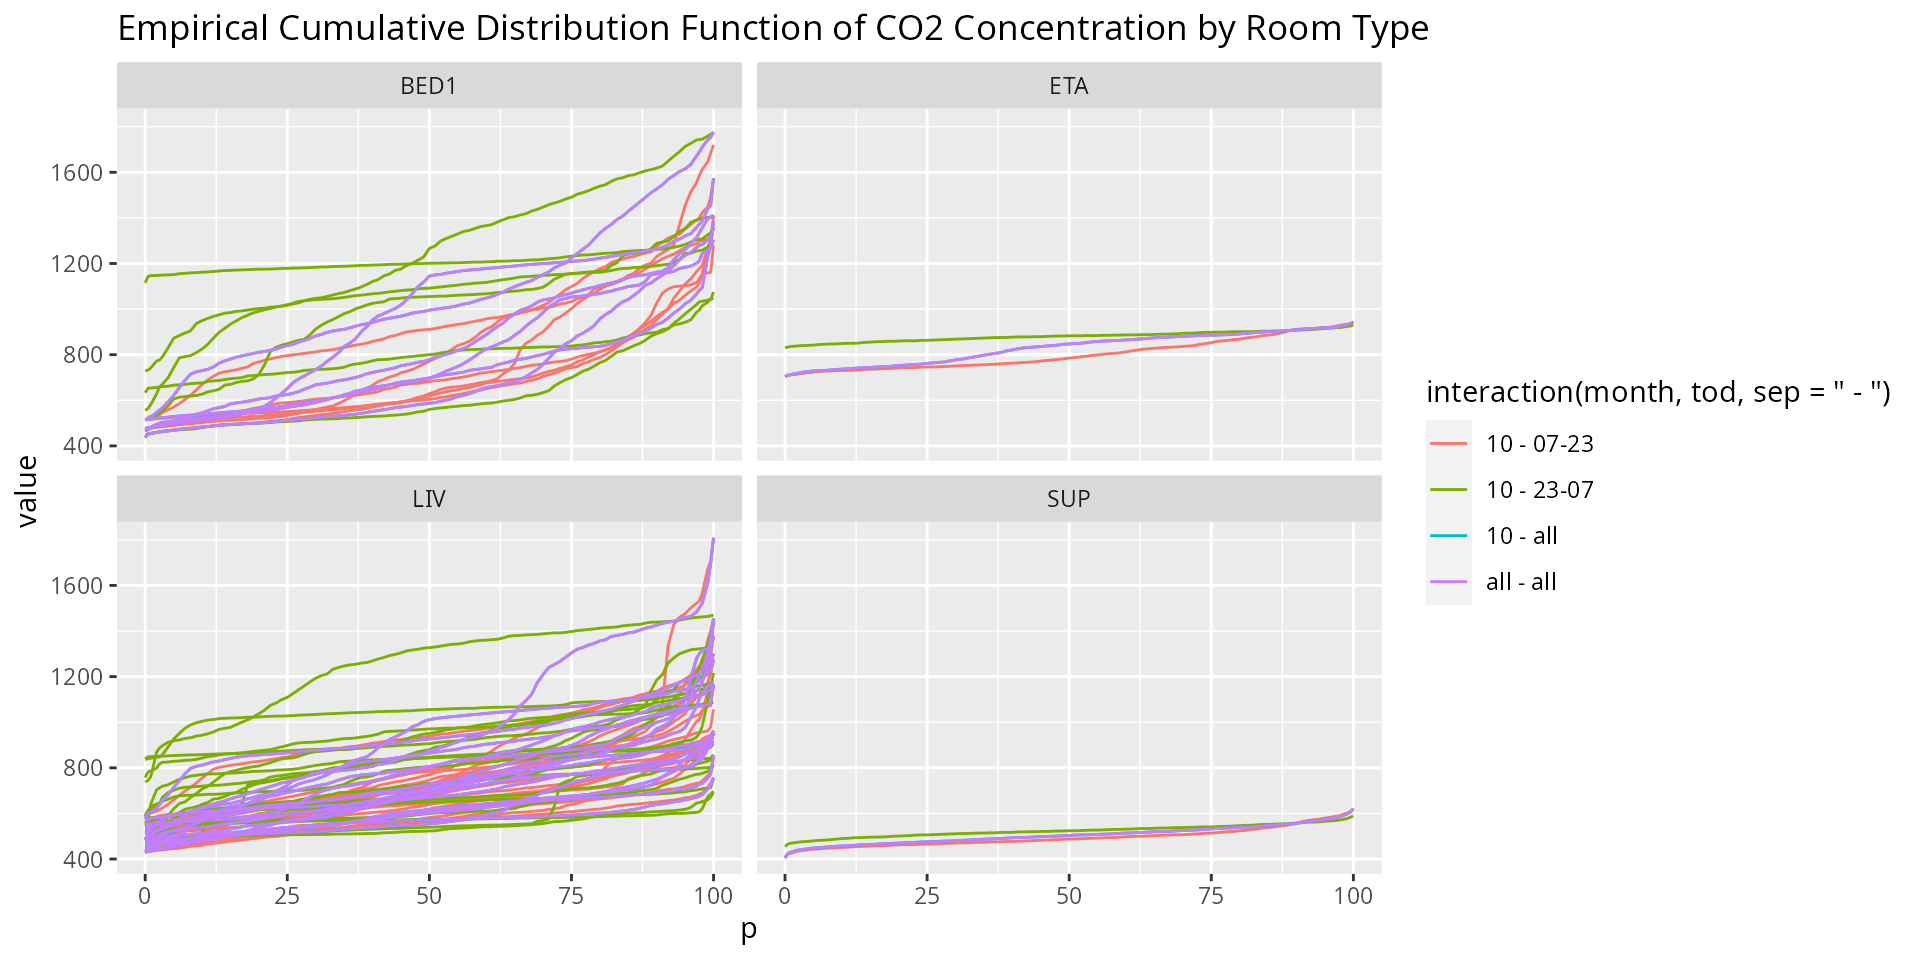 Empirical Cumulative Distribution Function of CO2 Concentration by Room Type
BED1
ETA
1600
1200
800
400
LIV
SUP
1600
1200
800
400
0 25 50 75 100
0 25 50 75 100
p
value
interaction(month, tod, sep = " - ")
10 - 07-23
10 - 23-07
10 - all
all - all